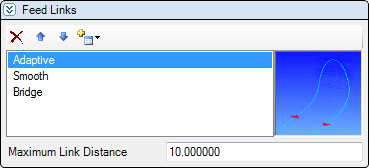 Feed Links
Adaptive
Smooth
Bridge
Maximum Link Distance 10.000000